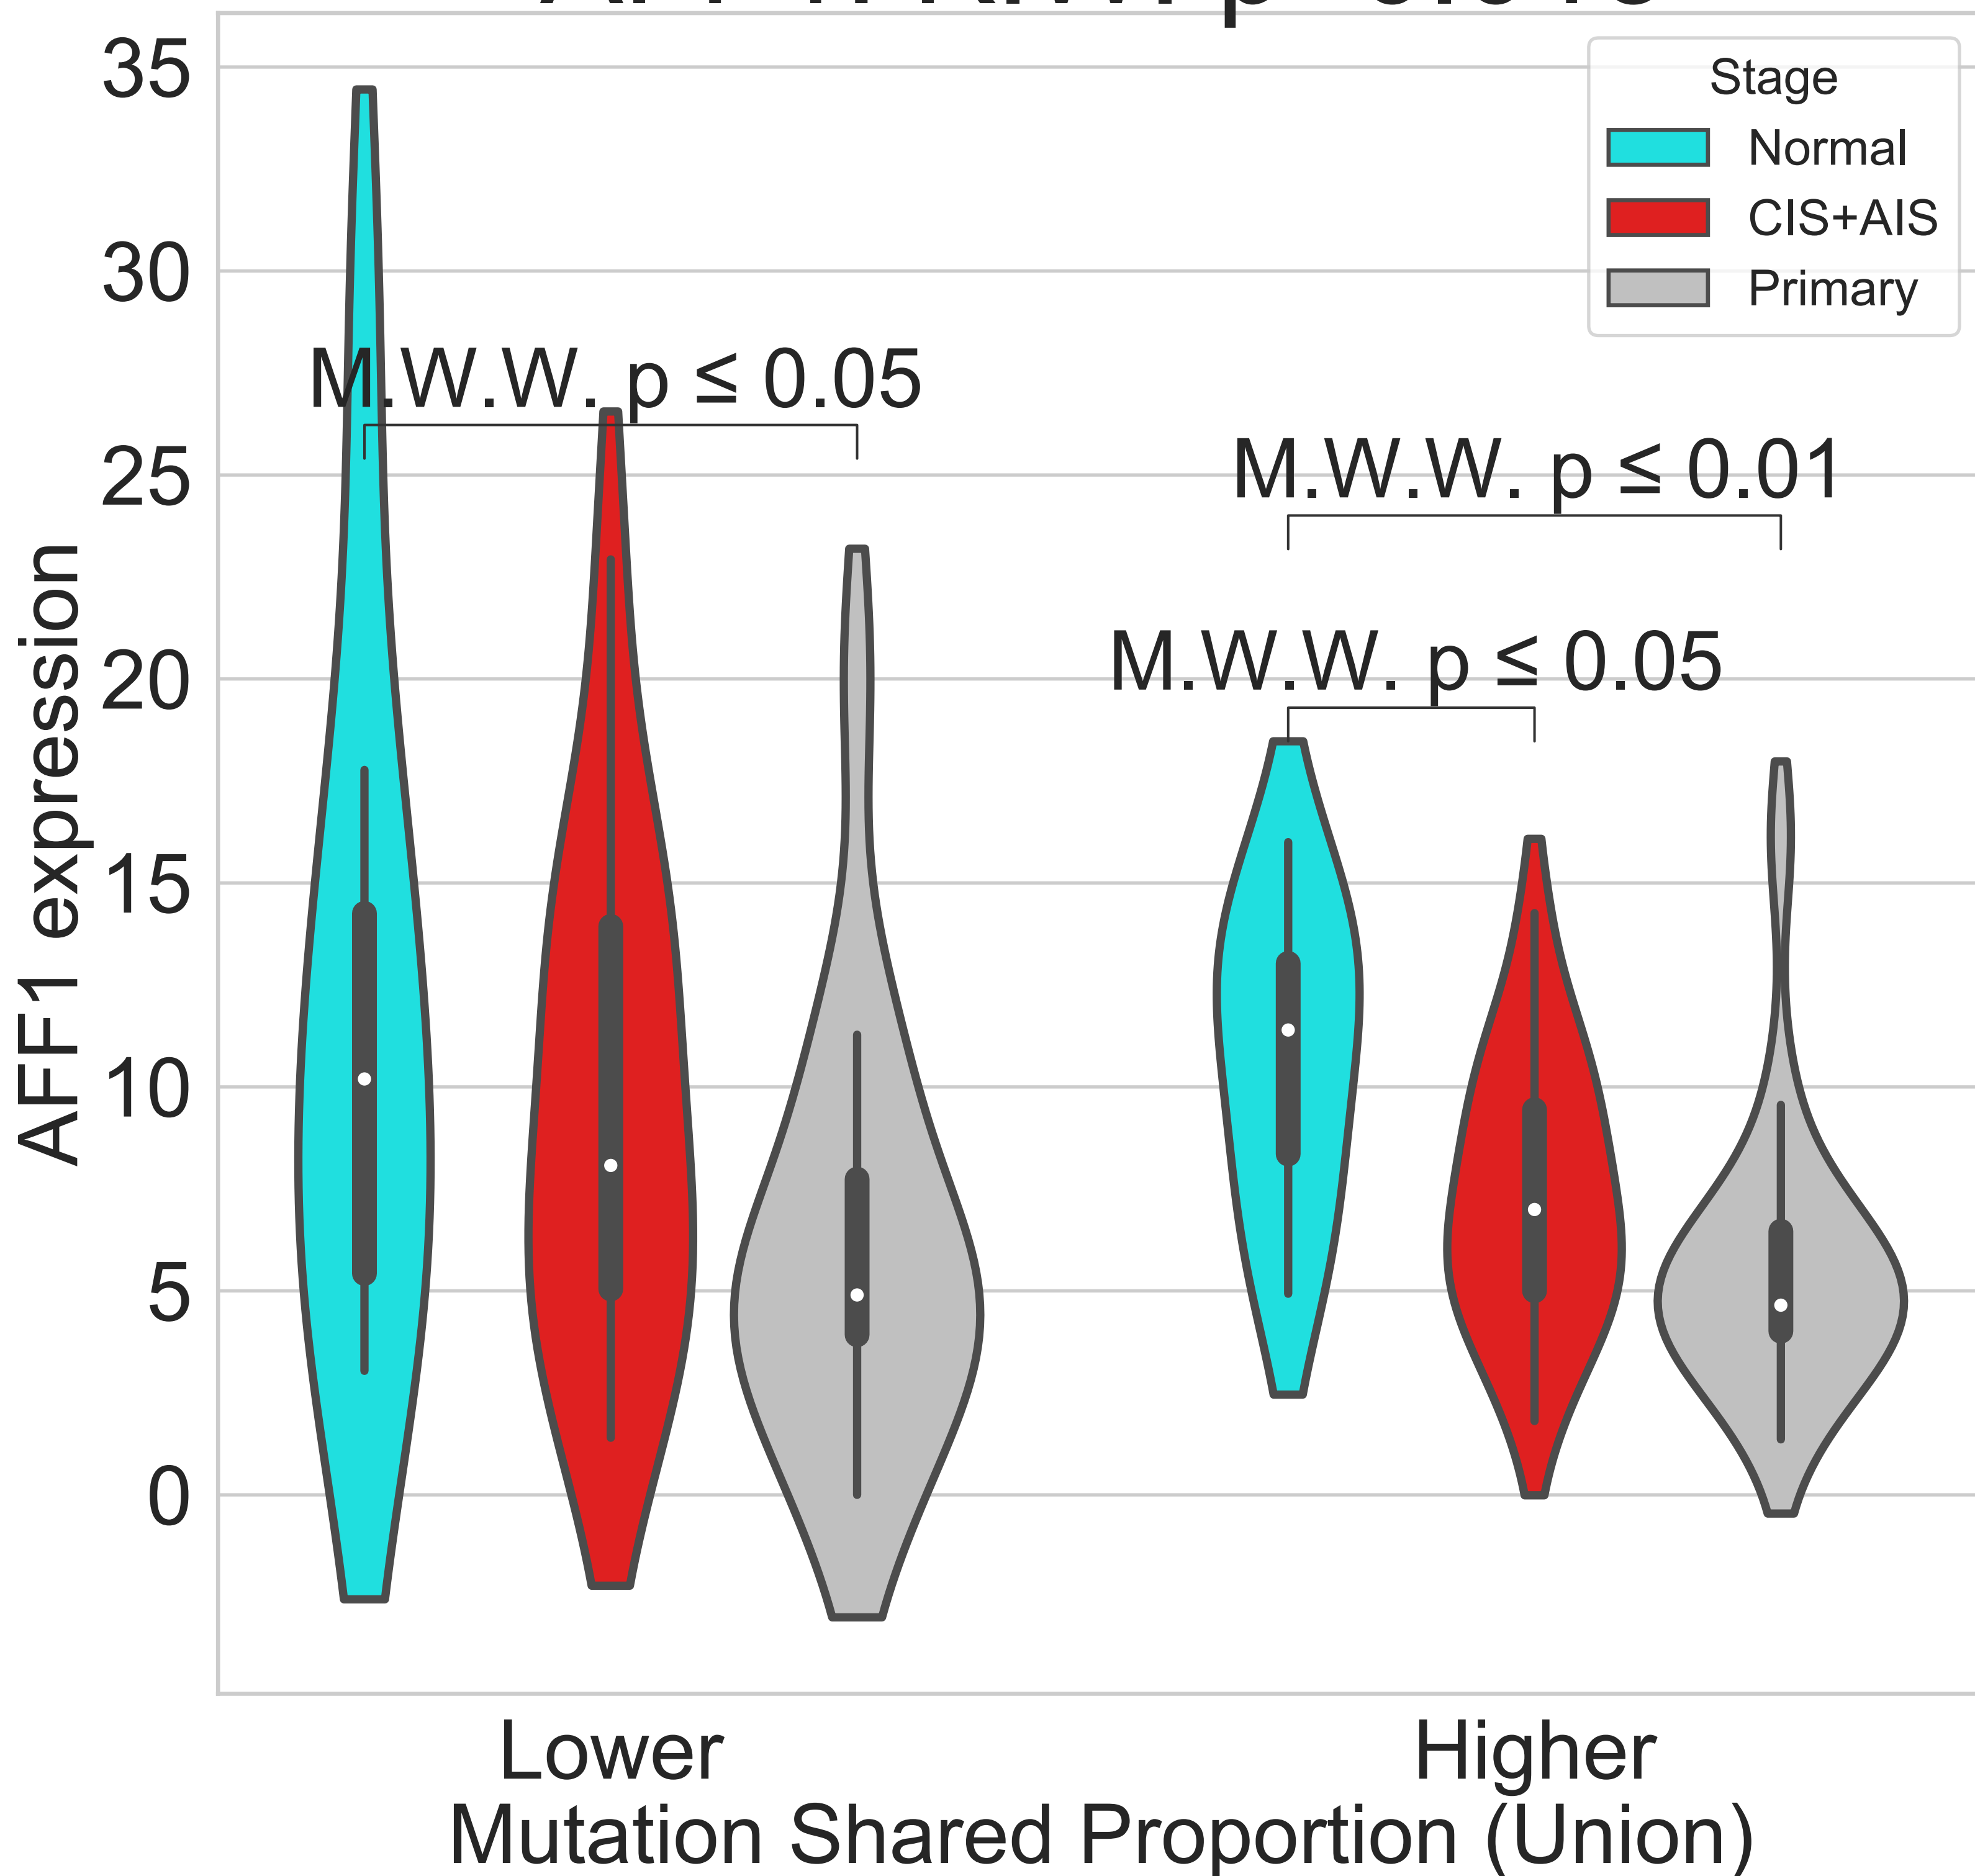 35
30
25
20
15
10
5
0
AFF1 expression
Stage
Normal
CIS+AIS
Primary
M.W.W. p ≤ 0.05
M.W.W. p ≤ 0.01
M.W.W. p ≤ 0.05
Lower
Higher
Mutation Shared Proportion (Union)